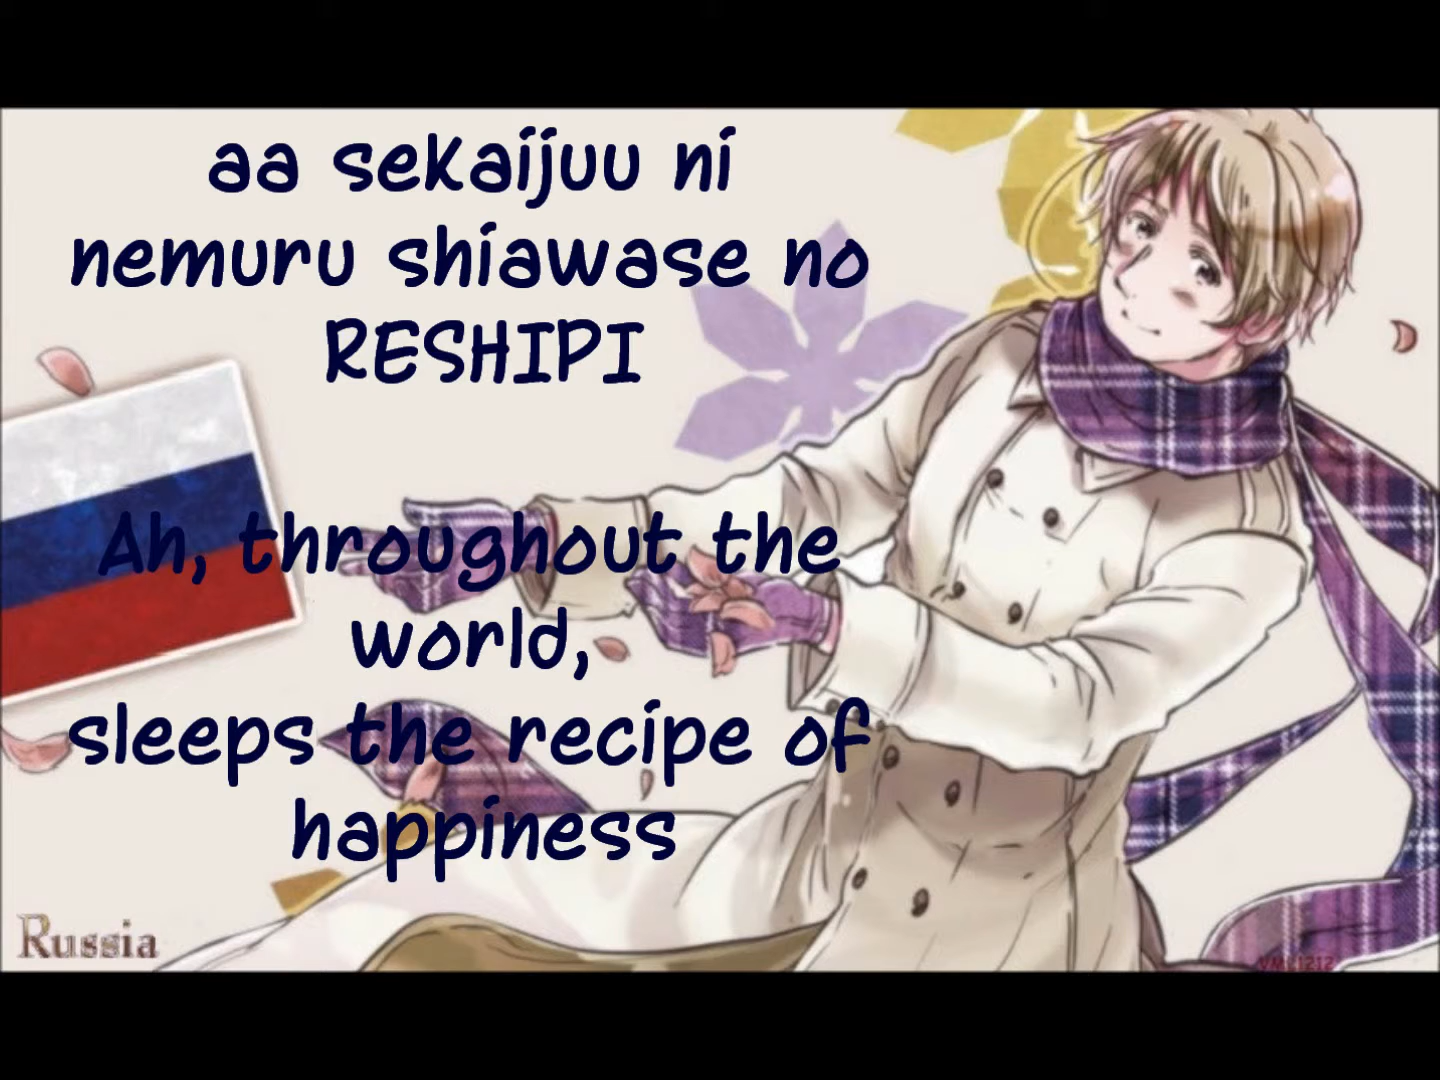 aa sekaijuu ni
nemuru shiawase no
RESHIPI
Ah, throughout the
world,
sleeps the recipe of
happiness
Russia